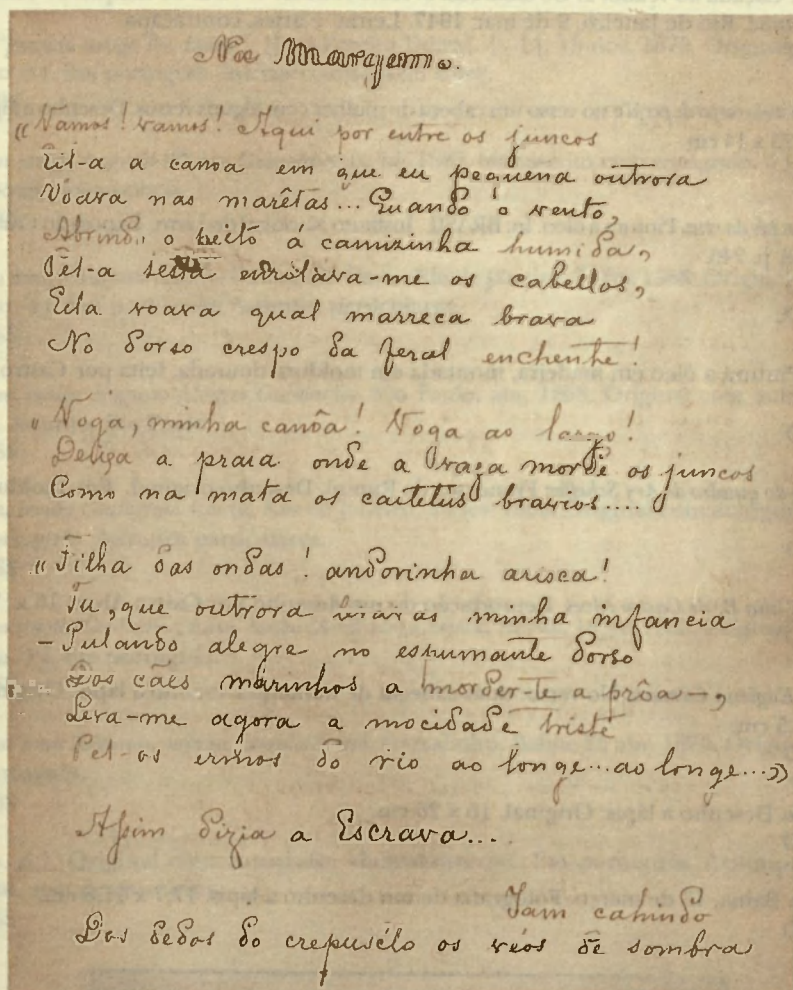 Na Margem.
«Vamos! vamos! Aqui por entre os juncos
Eil-a a canoa em que eu pequena outrora
Voava nas marêtas... Quando o vento,
Abrindo o peito á camizinha humida,
Pel-a testa enrolava-me os cabellos,
Ella voava qual marreca brava
No dorso crespo da feral enchente!
«Voga, minha canôa! Voga ao largo!
Deixa a praia onde a vaga morde os juncos
Como na mata os caitetús bravios....
«Filha das ondas! andorinha arisca!
Tu, que outrora minha infancia
-Pulando alegre no espumante dorso
Dos cães marinhos a morder-te a prôa-,
Leva-me agora a mocidade triste
Pel-os ermos do rio ao longe...ao longe...»
Assim dizia a Escrava...
Iam cahindo
Dos dedos do crepusclo os véos de sombra